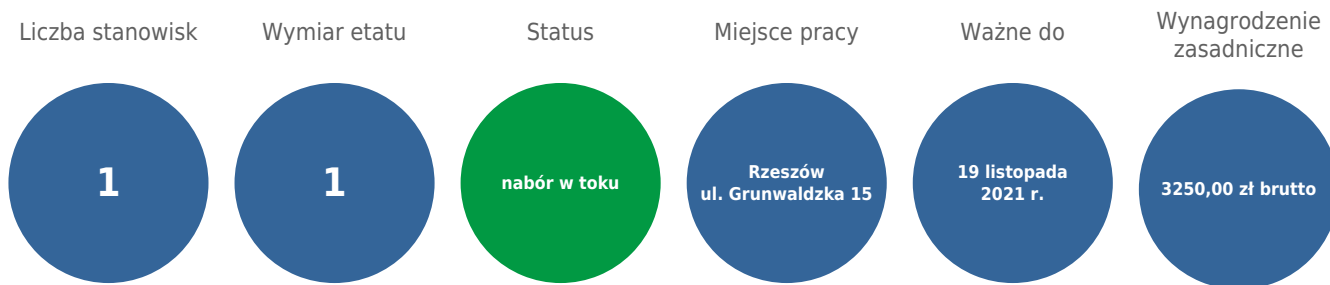 Liczba stanowisk
1
Wymiar etatu
1
Status
nabór w toku
Miejsce pracy
Rzeszów
ul. Grunwaldzka 15
Ważne do
19 listopada
2021 r.
Wynagrodzenie
zasadnicze
3250,00 zł brutto